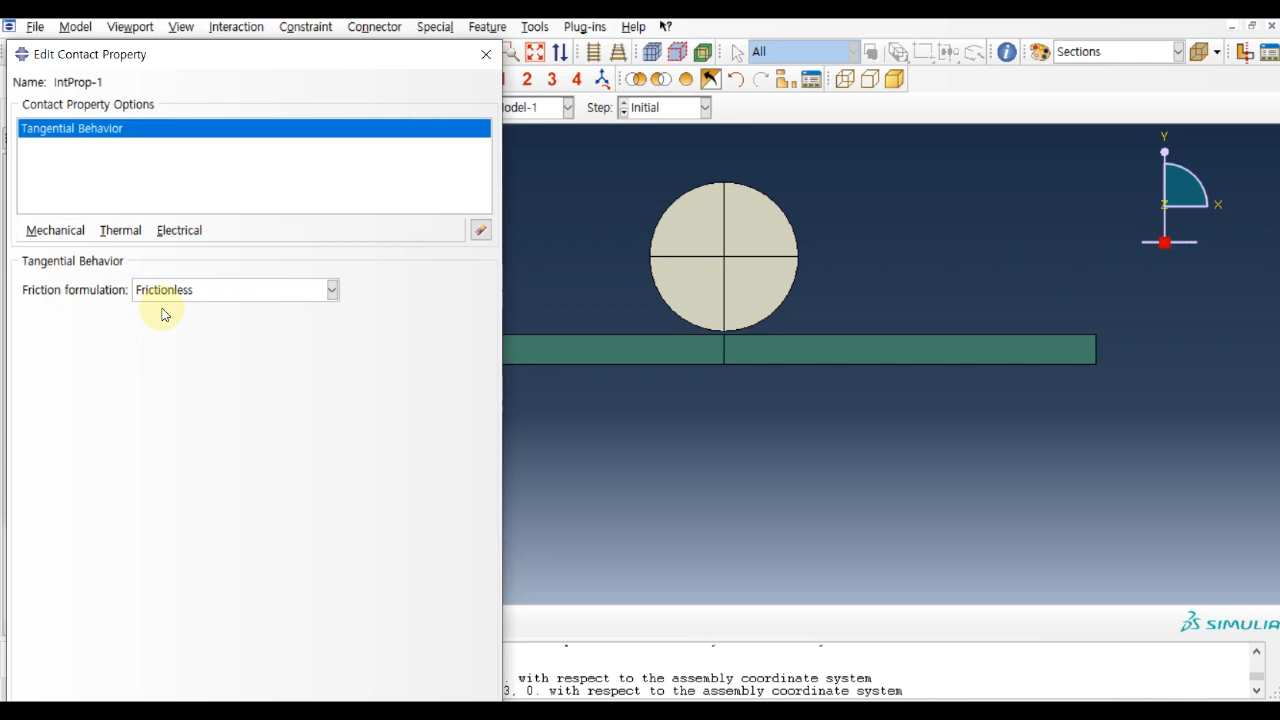 File Model Viewport View Interaction Constraint Connector Special Feature Tools Plug-ins Help
Edit Contact Property
All
Sections
Name: IntProp-1
2 3 4
Contact Property Options
Step: Initial
Tangential Behavior
Y
X
Z
Mechanical Thermal Electrical
Tangential Behavior
Friction formulation: Frictionless
SIMULIA
. with respect to the assembly coordinate system
3, 0. with respect to the assembly coordinate system